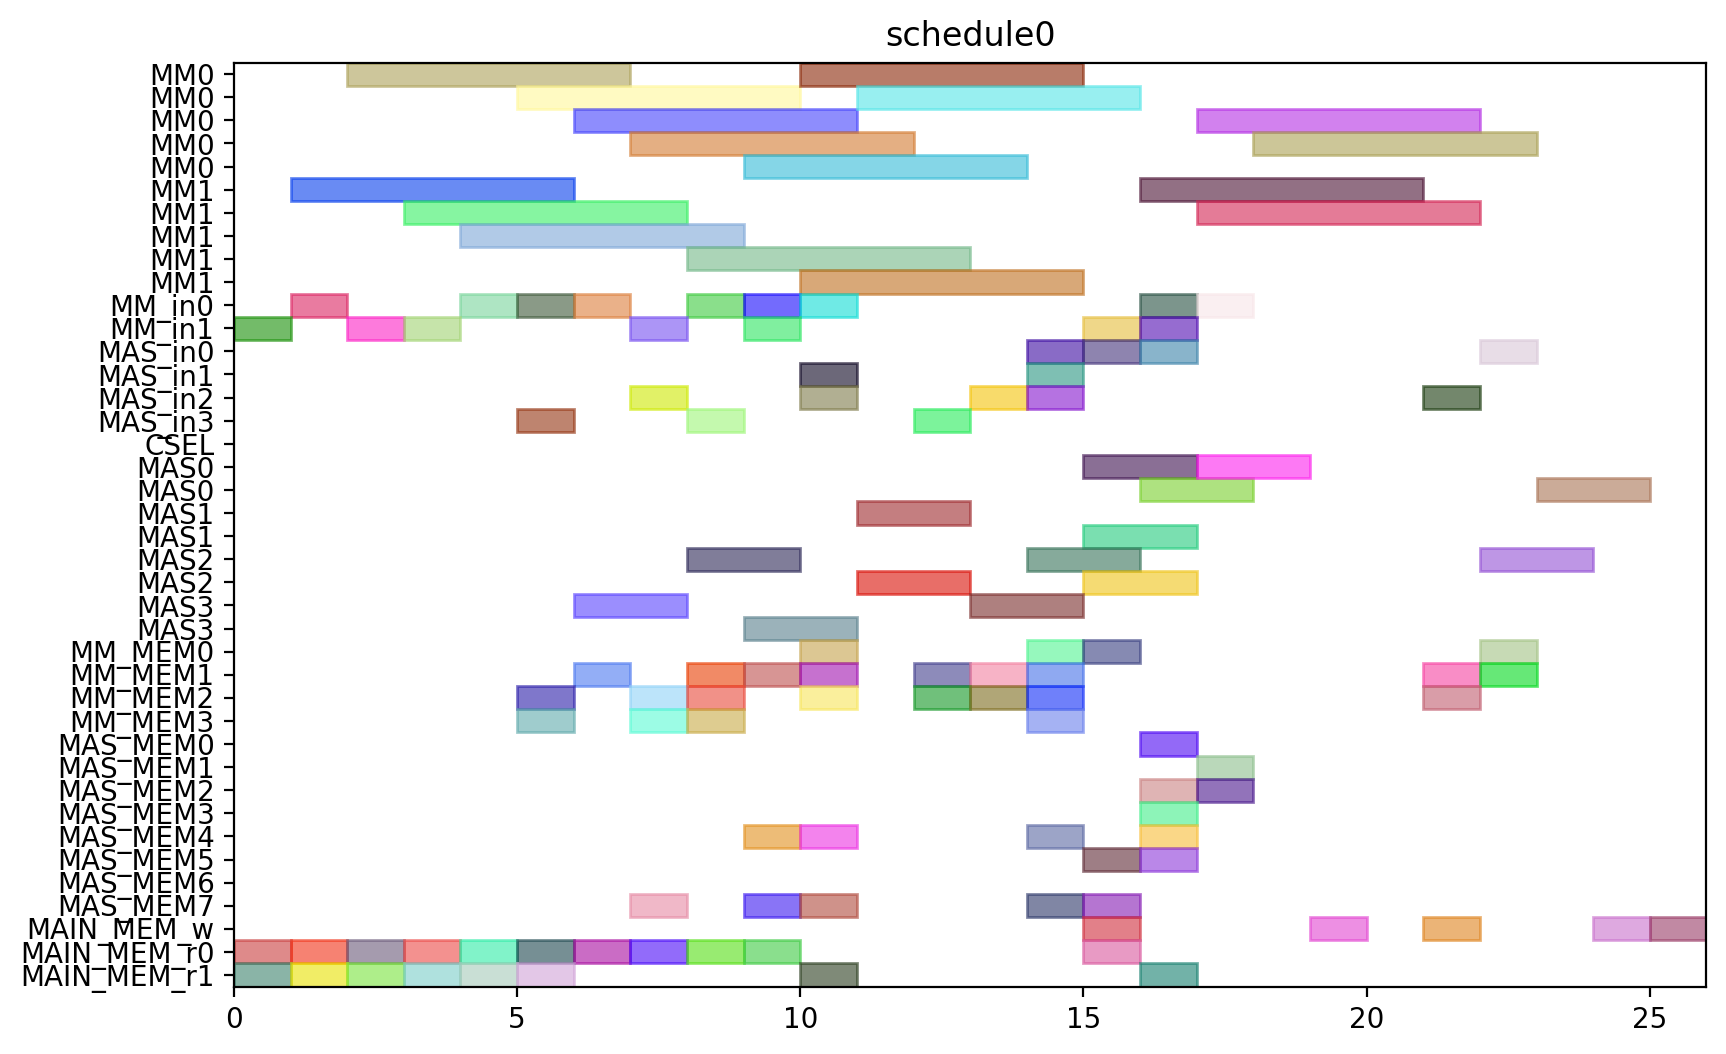 schedule0
MM0
MM0
MM0
MM0
MM0
MM1
MM1
MM1
MM1
MM1
MM_in0
MM_in1
MAS_in0
MAS_in1
MAS_in2
MAS_in3
CSEL
MAS0
MAS0
MAS1
MAS1
MAS2
MAS2
MAS3
MAS3
MM_MEM0
MM_MEM1
MM_MEM2
MM_MEM3
MAS_MEM0
MAS_MEM1
MAS_MEM2
MAS_MEM3
MAS_MEM4
MAS_MEM5
MAS_MEM6
MAS_MEM7
MAIN_MEM_w
MAIN_MEM_r0
MAIN_MEM_r1
0 5 10 15 20 25